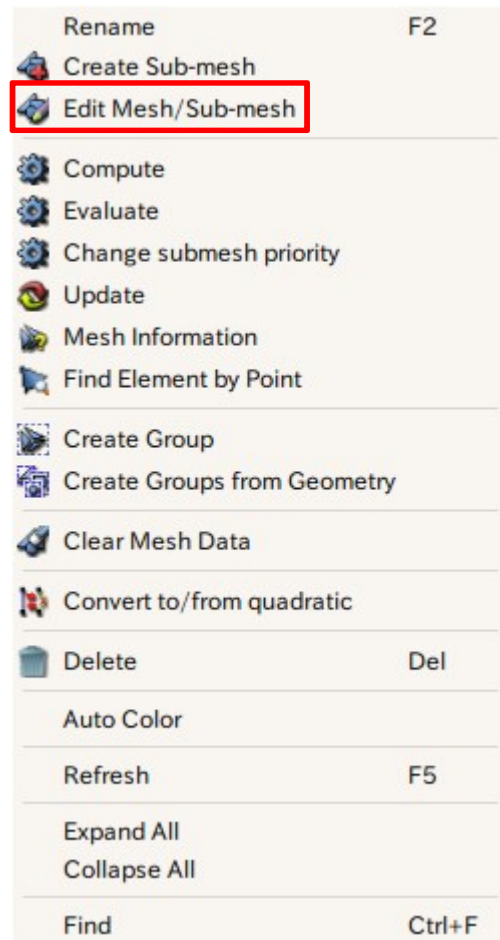 Rename F2
Create Sub-mesh
Edit Mesh/Sub-mesh
Compute
Evaluate
Change submesh priority
Update
Mesh Information
Find Element by Point
Create Group
Create Groups from Geometry
Clear Mesh Data
Convert to/from quadratic
Delete Del
Auto Color
Refresh F5
Expand All
Collapse All
Find Ctrl+F